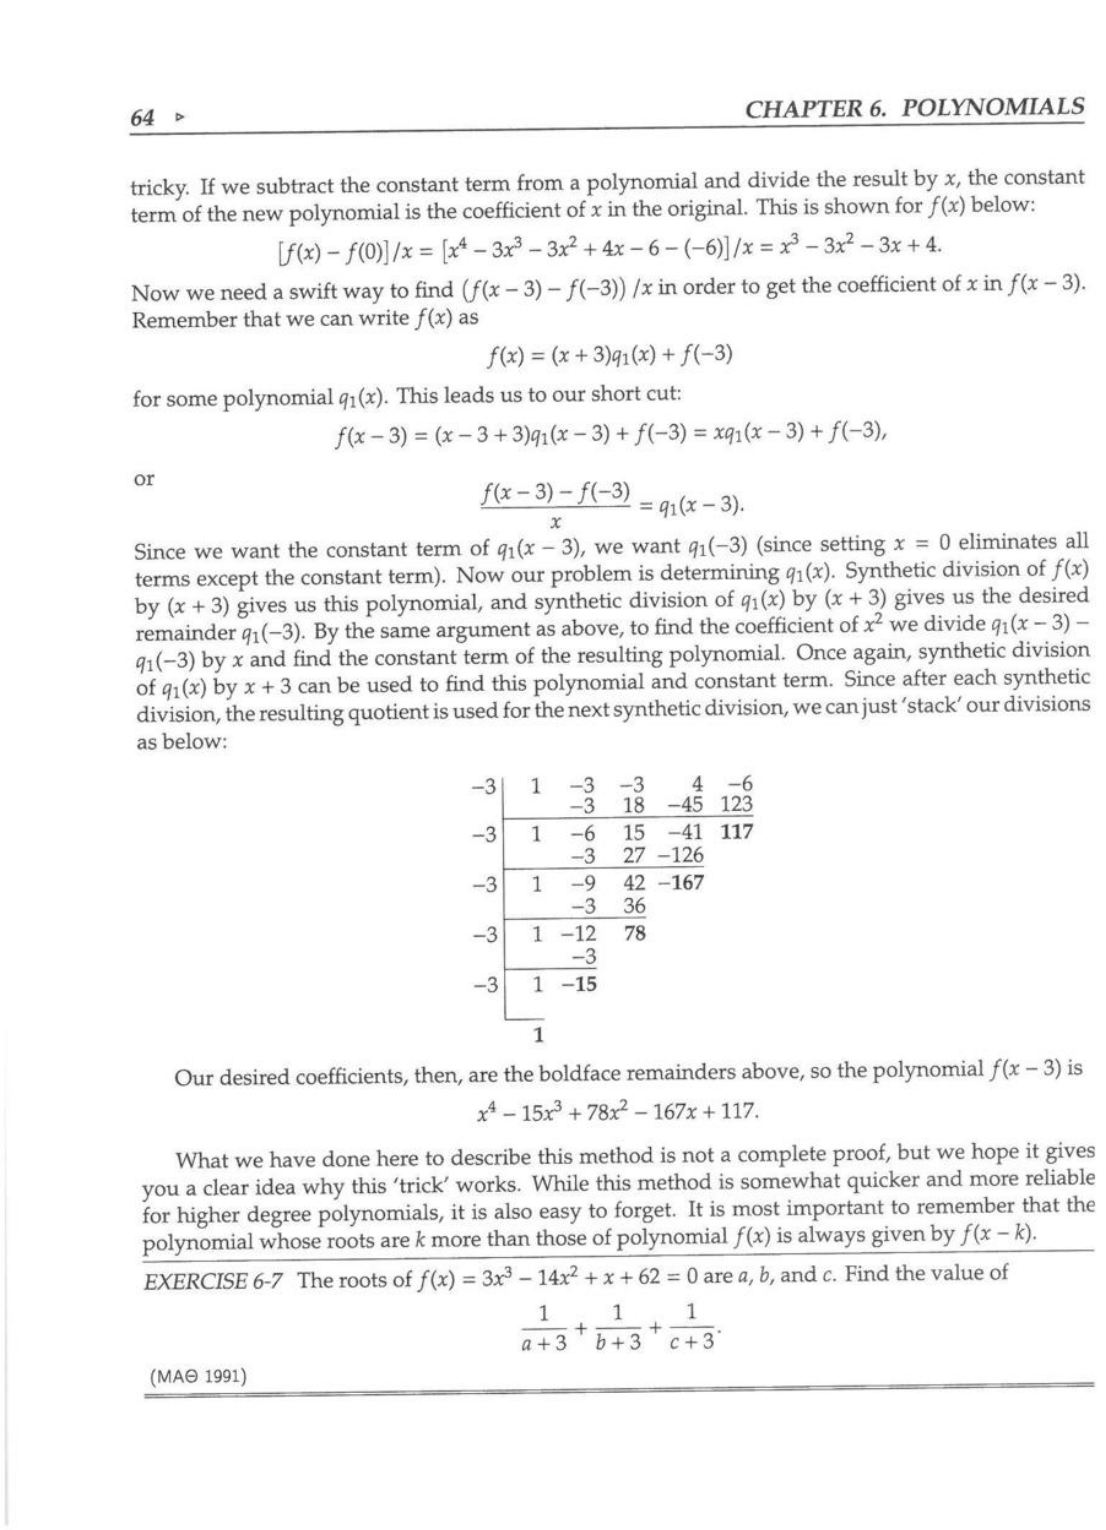 64 ▹ CHAPTER 6. POLYNOMIALS
tricky. If we subtract the constant term from a polynomial and divide the result by x, the constant
term of the new polynomial is the coefficient of x in the original. This is shown for f(x) below:
[f(x) − f(0)]/x = [x⁴ − 3x³ − 3x² + 4x − 6 − (−6)]/x = x³ − 3x² − 3x + 4.
Now we need a swift way to find (f(x − 3) − f(−3)) /x in order to get the coefficient of x in f(x − 3).
Remember that we can write f(x) as
f(x) = (x + 3)q₁(x) + f(−3)
for some polynomial q₁(x). This leads us to our short cut:
f(x − 3) = (x − 3 + 3)q₁(x − 3) + f(−3) = xq₁(x − 3) + f(−3),
or
f(x − 3) − f(−3)
x
= q₁(x − 3).
Since we want the constant term of q₁(x − 3), we want q₁(−3) (since setting x = 0 eliminates all
terms except the constant term). Now our problem is determining q₁(x). Synthetic division of f(x)
by (x + 3) gives us this polynomial, and synthetic division of q₁(x) by (x + 3) gives us the desired
remainder q₁(−3). By the same argument as above, to find the coefficient of x² we divide q₁(x − 3) −
q₁(−3) by x and find the constant term of the resulting polynomial. Once again, synthetic division
of q₁(x) by x + 3 can be used to find this polynomial and constant term. Since after each synthetic
division, the resulting quotient is used for the next synthetic division, we can just 'stack' our divisions
as below:
−3 1 −3 −3 4 −6
−3 18 −45 123
−3 1 −6 15 −41 117
−3 27 −126
−3 1 −9 42 −167
−3 36
−3 1 −12 78
−3
−3 1 −15
1
Our desired coefficients, then, are the boldface remainders above, so the polynomial f(x − 3) is
x⁴ − 15x³ + 78x² − 167x + 117.
What we have done here to describe this method is not a complete proof, but we hope it gives
you a clear idea why this 'trick' works. While this method is somewhat quicker and more reliable
for higher degree polynomials, it is also easy to forget. It is most important to remember that the
polynomial whose roots are k more than those of polynomial f(x) is always given by f(x − k).
EXERCISE 6-7 The roots of f(x) = 3x³ − 14x² + x + 62 = 0 are a, b, and c. Find the value of
1 1 1
a + 3 + b + 3 + c + 3.
(MAΘ 1991)